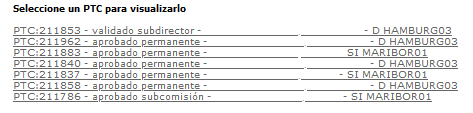 Seleccione un PTC para visualizarlo
PTC:211853 - validado subdirector - - D HAMBURG03
PTC:211962 - aprobado permanente - - D HAMBURG03
PTC:211883 - aprobado permanente - SI MARIBOR01
PTC:211840 - aprobado permanente - - D HAMBURG03
PTC:211837 - aprobado permanente - - SI MARIBOR01
PTC:211858 - aprobado permanente - - D HAMBURG03
PTC:211786 - aprobado subcomisión - - SI MARIBOR01